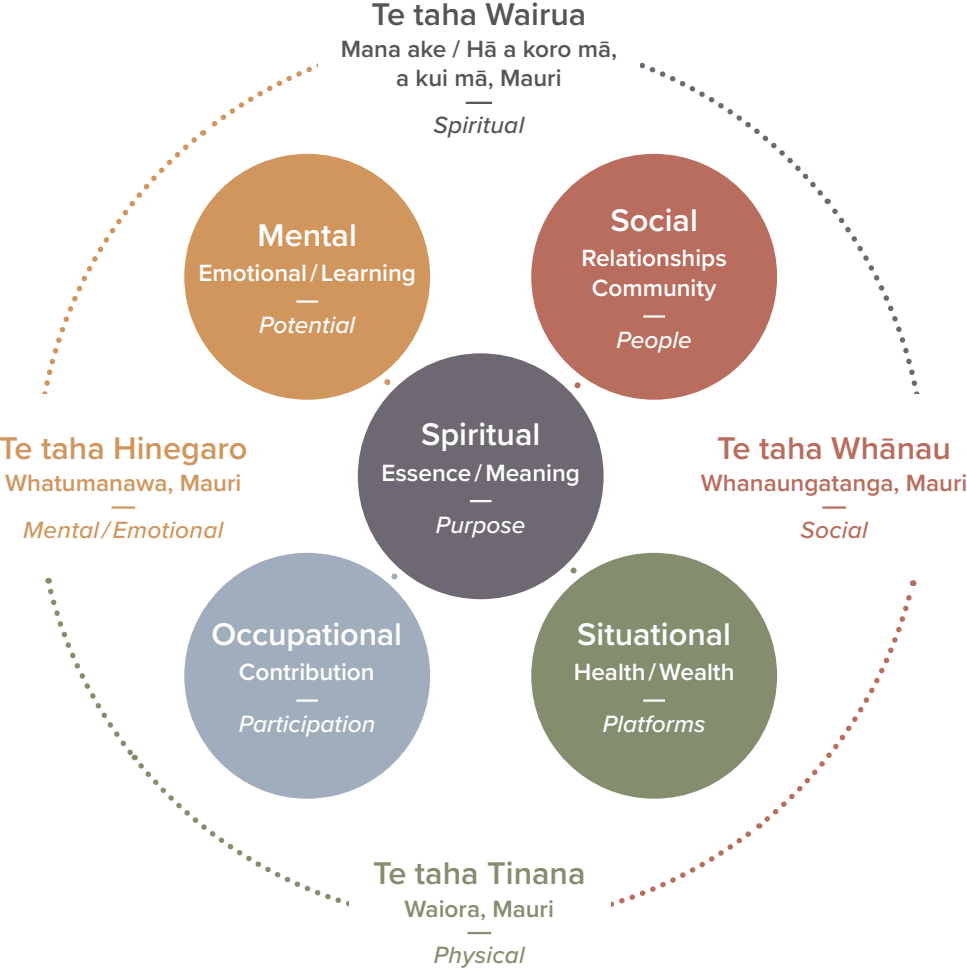 Te taha Wairua
Mana ake / Hā a koro mā,
a kui mā, Mauri
Spiritual
Mental
Emotional / Learning
Potential
Social
Relationships
Community
People
Te taha Hinegaro
Whatumanawa, Mauri
Mental / Emotional
Spiritual
Essence / Meaning
Purpose
Te taha Whānau
Whanaungatanga, Mauri
Social
Occupational
Contribution
Participation
Situational
Health / Wealth
Platforms
Te taha Tinana
Waiora, Mauri
Physical